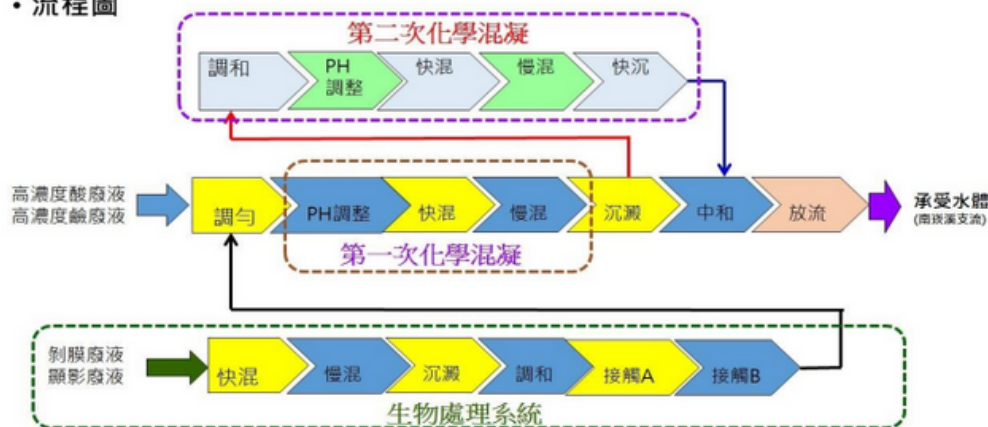 ・流程圖
第二次化學混凝
調和
PH
調整
快混
慢混
快沉
高濃度酸廢液
高濃度鹼廢液
調勻
PH調整
快混
慢混
沉澱
中和
放流
承受水體
(南崁溪支流)
第一次化學混凝
剝膜廢液
顯影廢液
快混
慢混
沉澱
調和
接觸A
接觸B
生物處理系統